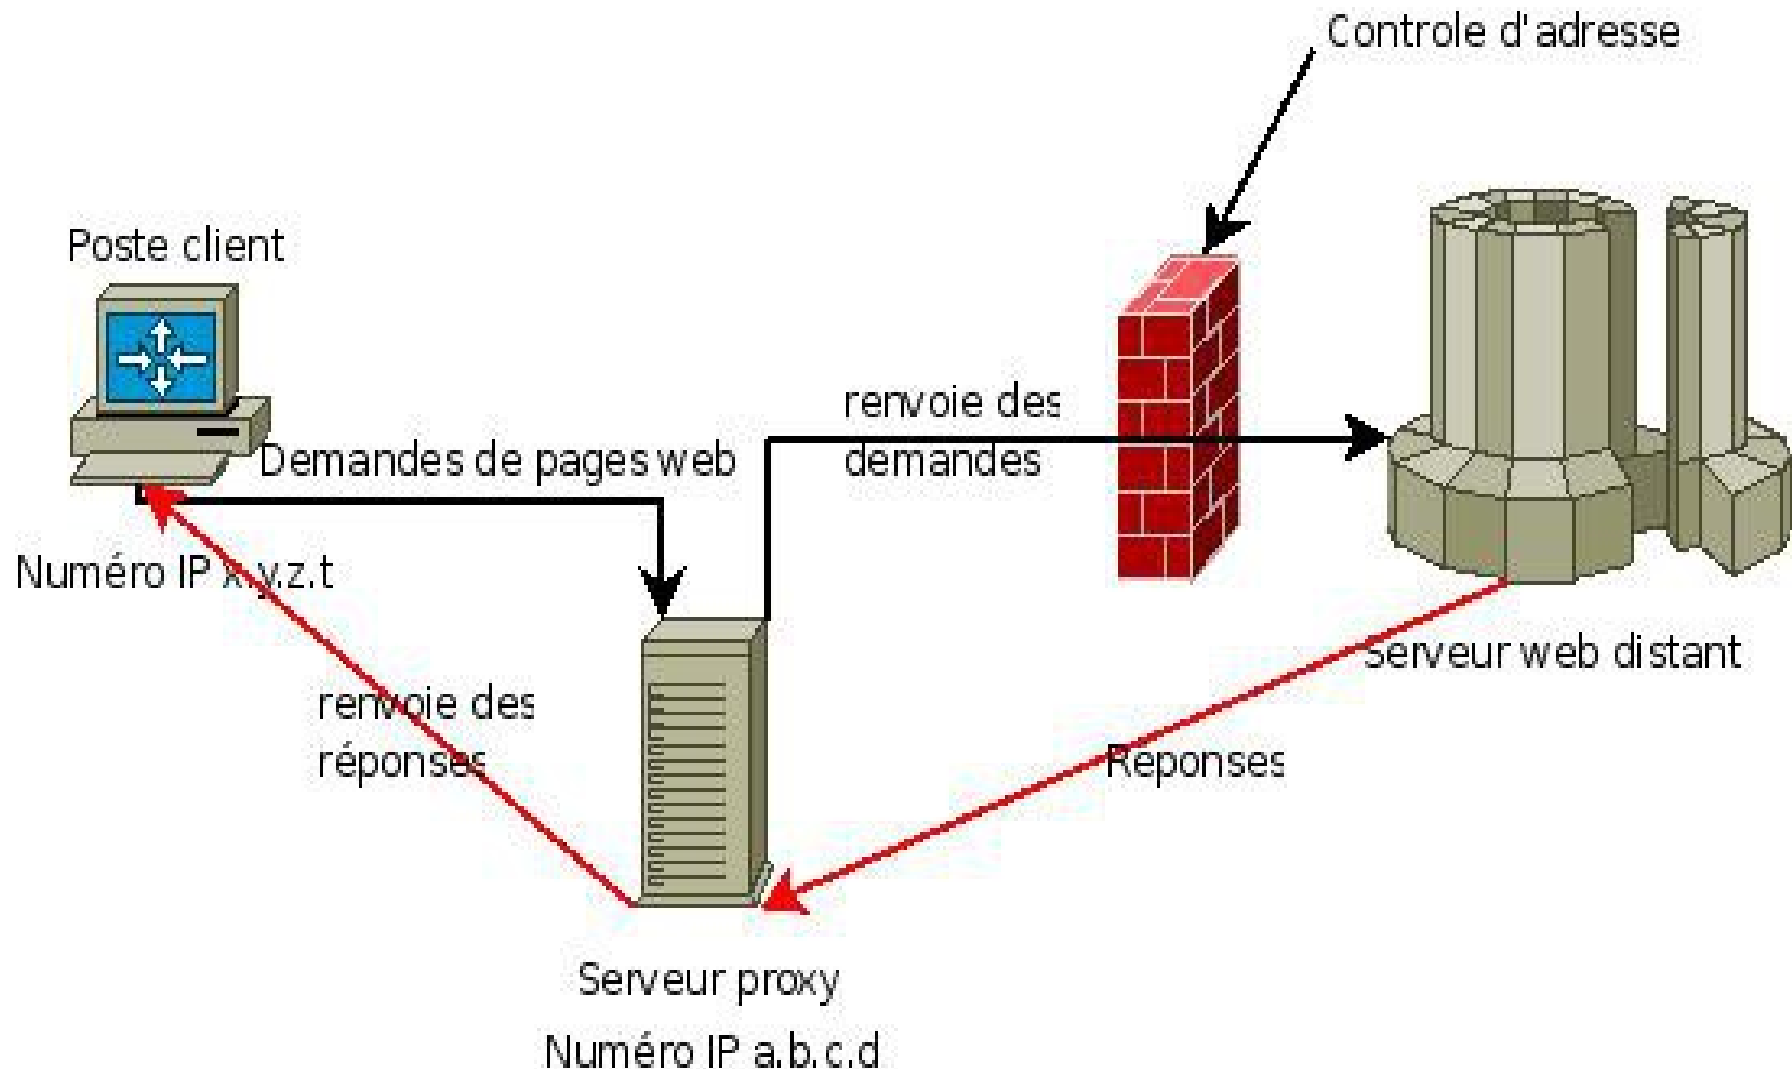 Controle d'adresse
Poste client
renvoie des
demandes
Demandes de pages web
Numéro IP x.y.z.t
Serveur web distant
renvoie des
réponses
Réponses
Serveur proxy
Numéro IP a.b.c.d